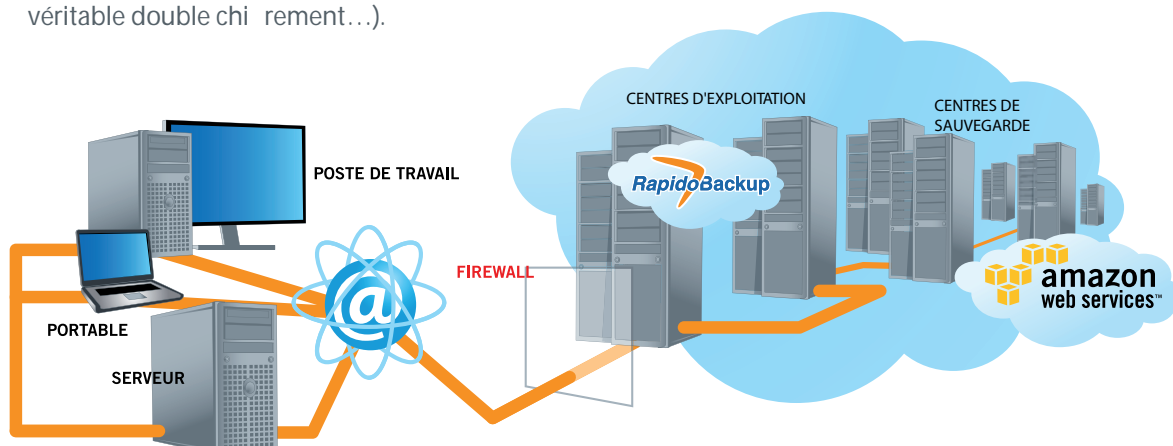 véritable double chi rement…).
CENTRES D'EXPLOITATION
CENTRES DE
SAUVEGARDE
POSTE DE TRAVAIL
RapidoBackup
FIREWALL
@
amazon
web services™
PORTABLE
SERVEUR